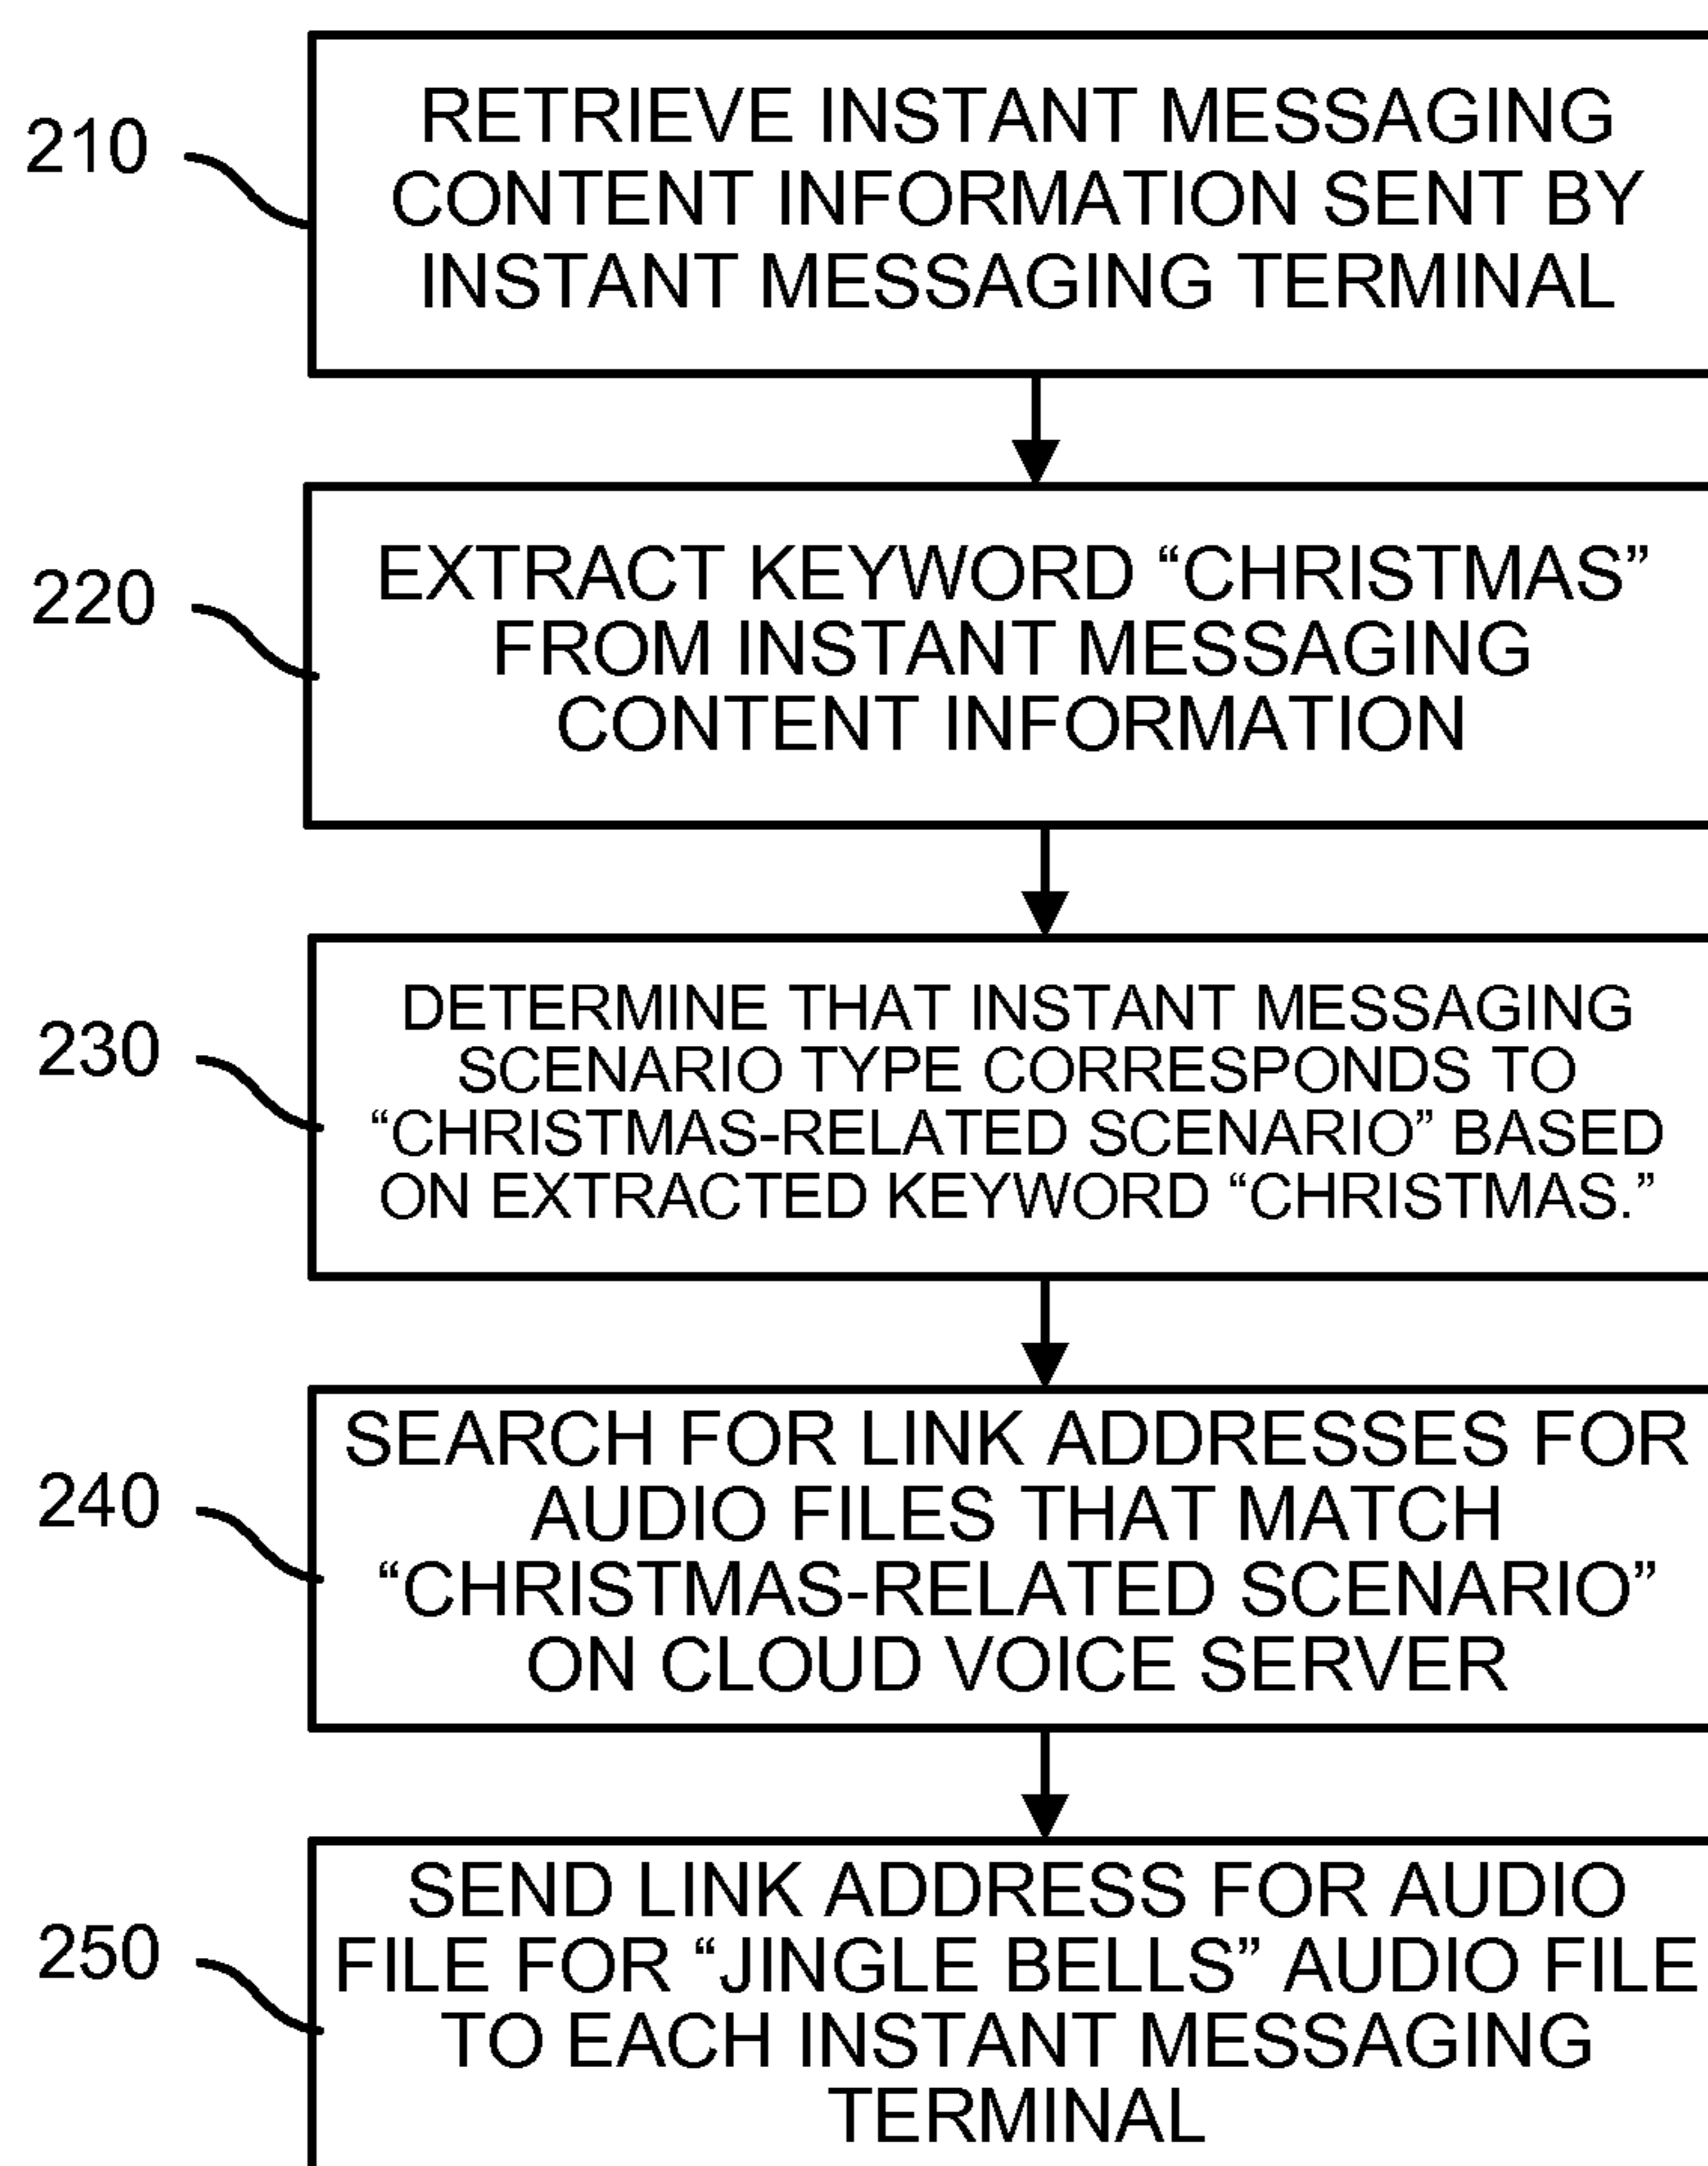 210
RETRIEVE INSTANT MESSAGING
CONTENT INFORMATION SENT BY
INSTANT MESSAGING TERMINAL
220
EXTRACT KEYWORD “CHRISTMAS”
FROM INSTANT MESSAGING
CONTENT INFORMATION
230
DETERMINE THAT INSTANT MESSAGING
SCENARIO TYPE CORRESPONDS TO
“CHRISTMAS-RELATED SCENARIO” BASED
ON EXTRACTED KEYWORD “CHRISTMAS.”
240
SEARCH FOR LINK ADDRESSES FOR
AUDIO FILES THAT MATCH
“CHRISTMAS-RELATED SCENARIO”
ON CLOUD VOICE SERVER
250
SEND LINK ADDRESS FOR AUDIO
FILE FOR “JINGLE BELLS” AUDIO FILE
TO EACH INSTANT MESSAGING
TERMINAL